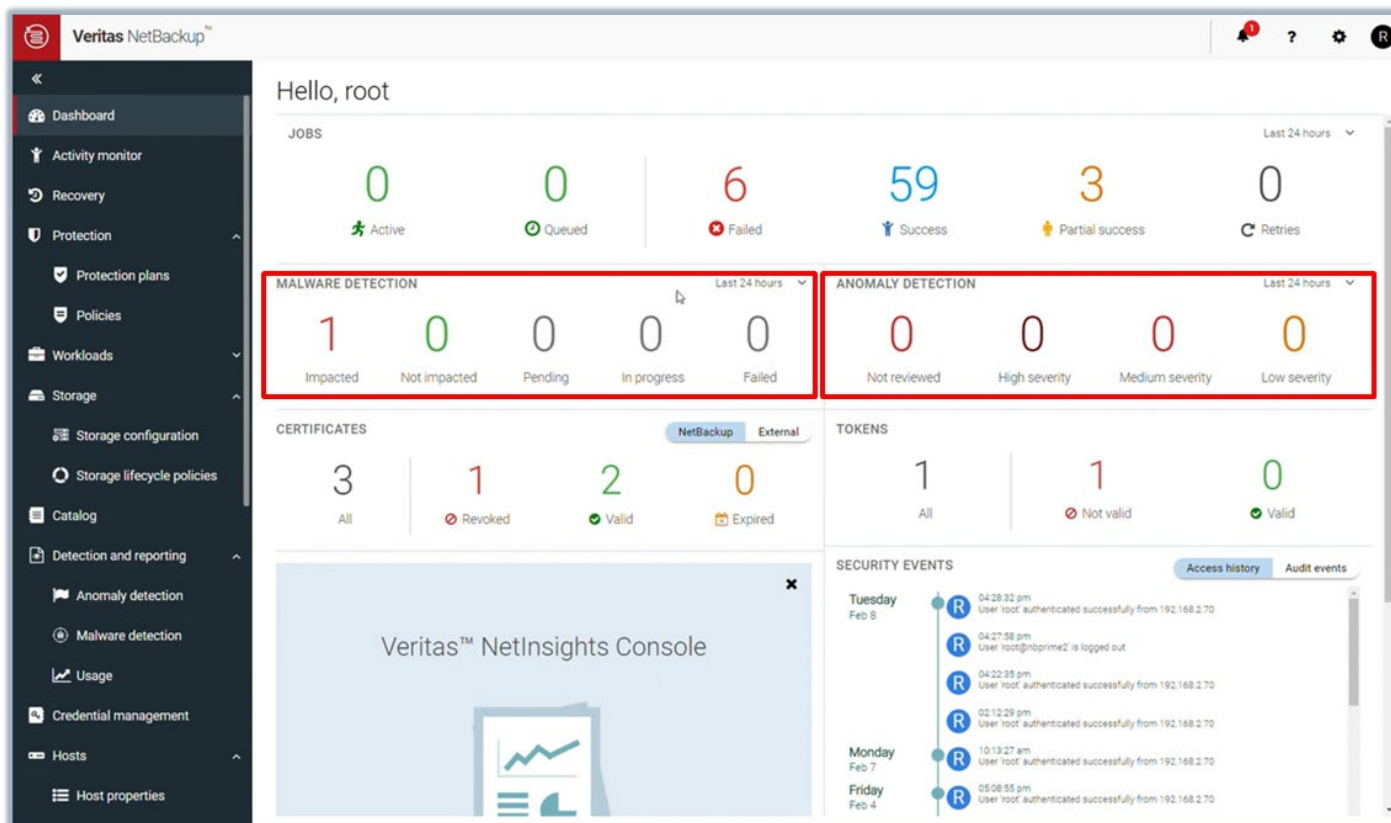 Veritas NetBackup™
1
?
R
Dashboard
Activity monitor
Recovery
Protection
Protection plans
Policies
Workloads
Storage
Storage configuration
Storage lifecycle policies
Catalog
Detection and reporting
Anomaly detection
Malware detection
Usage
Credential management
Hosts
Host properties
Hello, root
JOBS
Last 24 hours
0 0 6 59 3 0
Active Queued Failed Success Partial success Retries
MALWARE DETECTION
Last 24 hours
1 0 0 0 0
Impacted Not impacted Pending In progress Failed
ANOMALY DETECTION
Last 24 hours
0 0 0 0
Not reviewed High severity Medium severity Low severity
CERTIFICATES
NetBackup External
3 1 2 0
All Revoked Valid Expired
TOKENS
1 1 0
All Not valid Valid
Veritas™ NetInsights Console
SECURITY EVENTS
Access history Audit events
Tuesday
Feb 8
R
04:28:32 pm
User 'root' authenticated successfully from 192.168.2.70
R
04:27:58 pm
User 'root@nbprime2' is logged out
R
04:22:35 pm
User 'root' authenticated successfully from 192.168.2.70
R
02:12:29 pm
User 'root' authenticated successfully from 192.168.2.70
Monday
Feb 7
R
10:13:27 am
User 'root' authenticated successfully from 192.168.2.70
Friday
Feb 4
R
05:08:55 pm
User 'root' authenticated successfully from 192.168.2.70